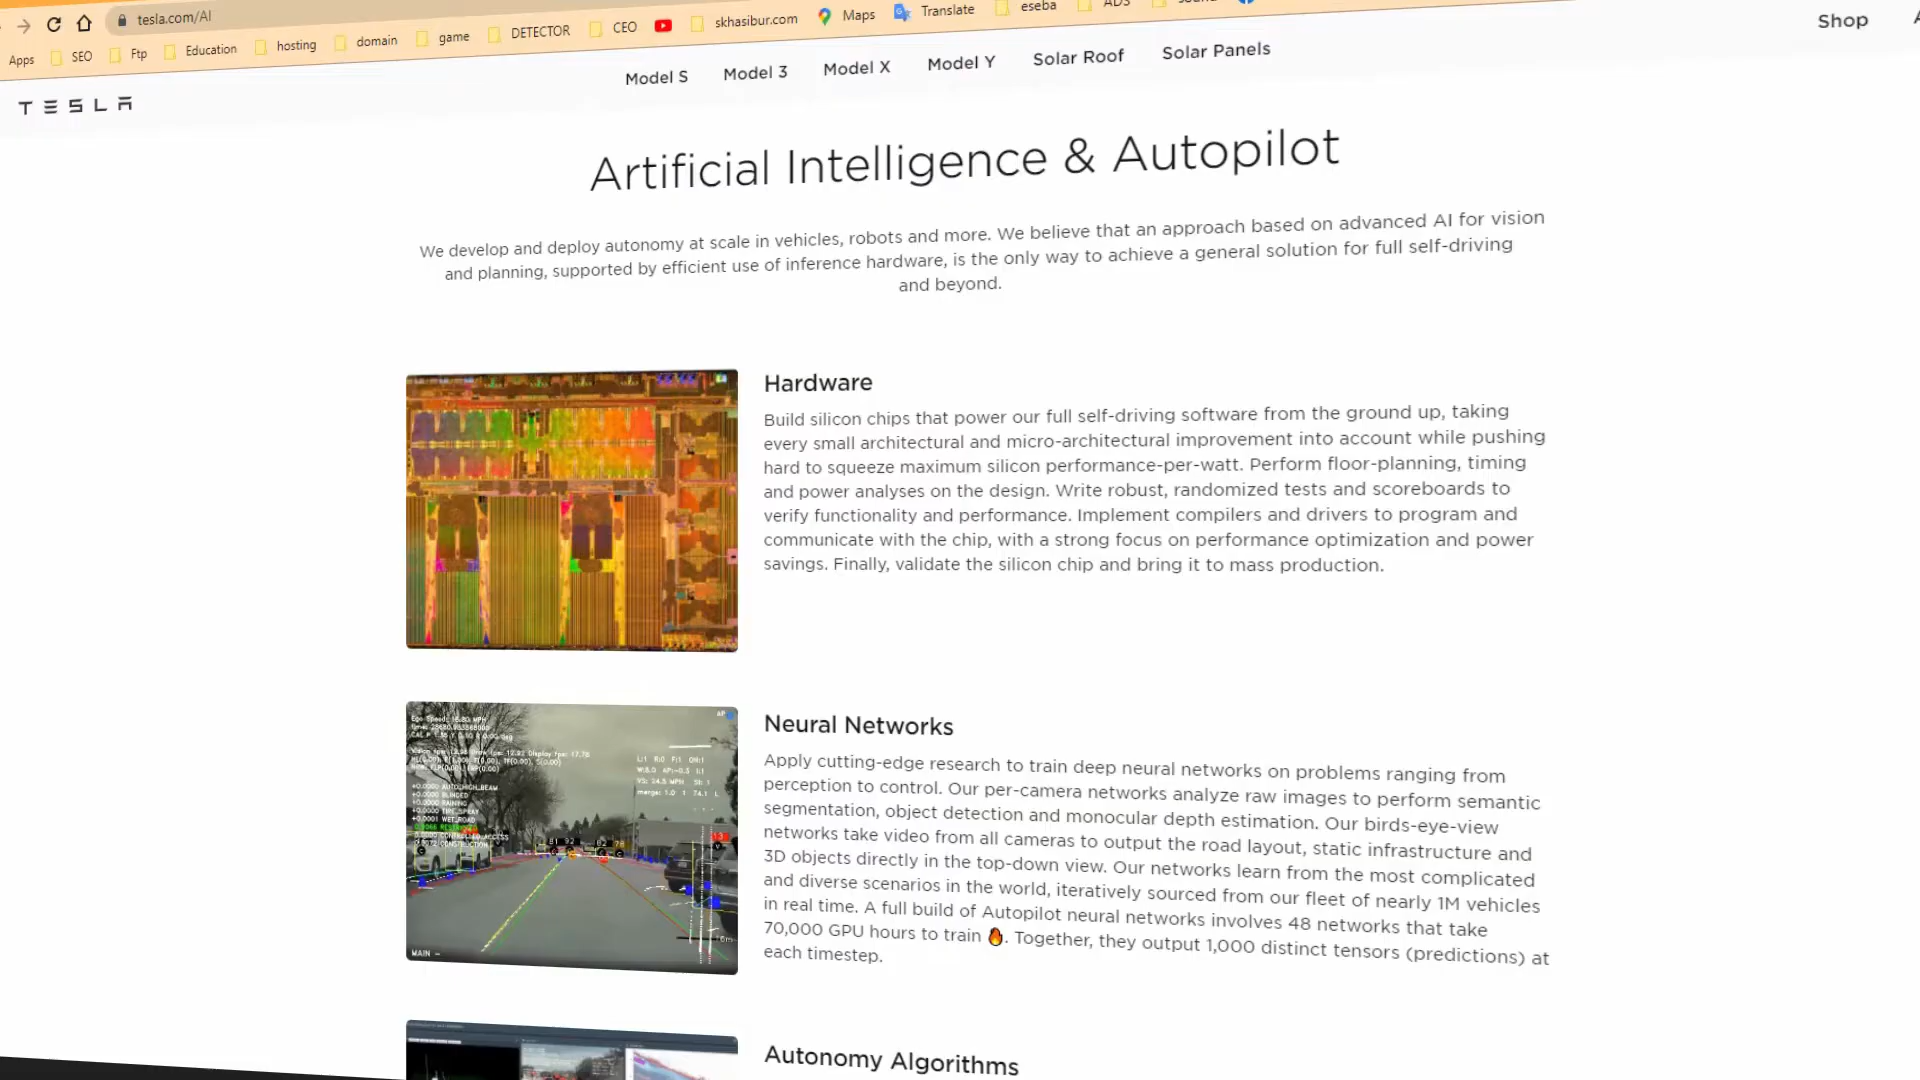 tesla.com/AI
Apps SEO Ftp Education hosting domain game DETECTOR CEO skhasibur.com Maps Translate eseba ADS
TESLA
Model S Model 3 Model X Model Y Solar Roof Solar Panels
Shop
Artificial Intelligence & Autopilot
We develop and deploy autonomy at scale in vehicles, robots and more. We believe that an approach based on advanced AI for vision
and planning, supported by efficient use of inference hardware, is the only way to achieve a general solution for full self-driving
and beyond.
Hardware
Build silicon chips that power our full self-driving software from the ground up, taking
every small architectural and micro-architectural improvement into account while pushing
hard to squeeze maximum silicon performance-per-watt. Perform floor-planning, timing
and power analyses on the design. Write robust, randomized tests and scoreboards to
verify functionality and performance. Implement compilers and drivers to program and
communicate with the chip, with a strong focus on performance optimization and power
savings. Finally, validate the silicon chip and bring it to mass production.
AP
MAIN
Neural Networks
Apply cutting-edge research to train deep neural networks on problems ranging from
perception to control. Our per-camera networks analyze raw images to perform semantic
segmentation, object detection and monocular depth estimation. Our birds-eye-view
networks take video from all cameras to output the road layout, static infrastructure and
3D objects directly in the top-down view. Our networks learn from the most complicated
and diverse scenarios in the world, iteratively sourced from our fleet of nearly 1M vehicles
in real time. A full build of Autopilot neural networks involves 48 networks that take
70,000 GPU hours to train 🔥. Together, they output 1,000 distinct tensors (predictions) at
each timestep.
Autonomy Algorithms